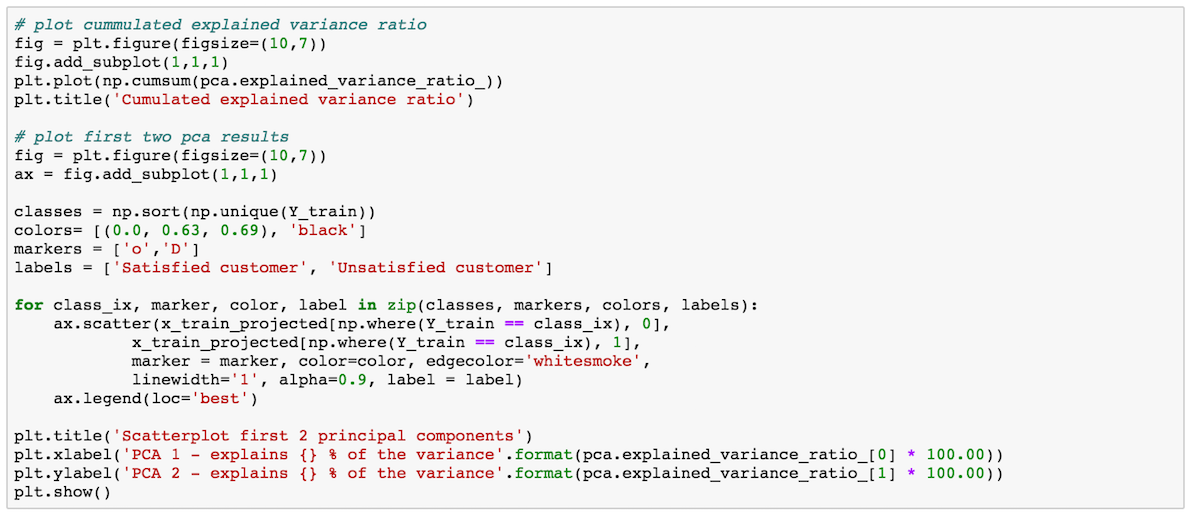 # plot cummulated explained variance ratio
fig = plt.figure(figsize=(10,7))
fig.add_subplot(1,1,1)
plt.plot(np.cumsum(pca.explained_variance_ratio_))
plt.title('Cumulated explained variance ratio')

# plot first two pca results
fig = plt.figure(figsize=(10,7))
ax = fig.add_subplot(1,1,1)

classes = np.sort(np.unique(Y_train))
colors= [(0.0, 0.63, 0.69), 'black']
markers = ['o','D']
labels = ['Satisfied customer', 'Unsatisfied customer']

for class_ix, marker, color, label in zip(classes, markers, colors, labels):
    ax.scatter(x_train_projected[np.where(Y_train == class_ix), 0],
            x_train_projected[np.where(Y_train == class_ix), 1],
            marker = marker, color=color, edgecolor='whitesmoke',
            linewidth='1', alpha=0.9, label = label)
    ax.legend(loc='best')

plt.title('Scatterplot first 2 principal components')
plt.xlabel('PCA 1 - explains {} % of the variance'.format(pca.explained_variance_ratio_[0] * 100.00))
plt.ylabel('PCA 2 - explains {} % of the variance'.format(pca.explained_variance_ratio_[1] * 100.00))
plt.show()